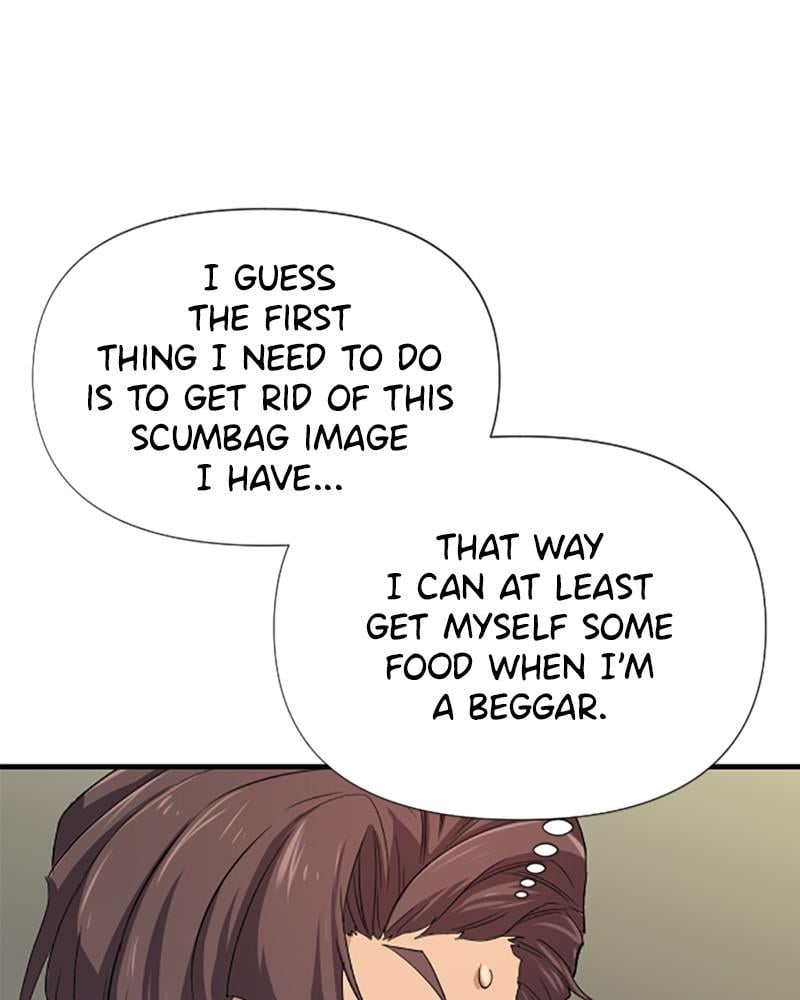 I GUESS
THE FIRST
THING I NEED TO DO
IS TO GET RID OF THIS
SCUMBAG IMAGE
I HAVE...
THAT WAY
I CAN AT LEAST
GET MYSELF SOME
FOOD WHEN I'M
A BEGGAR.